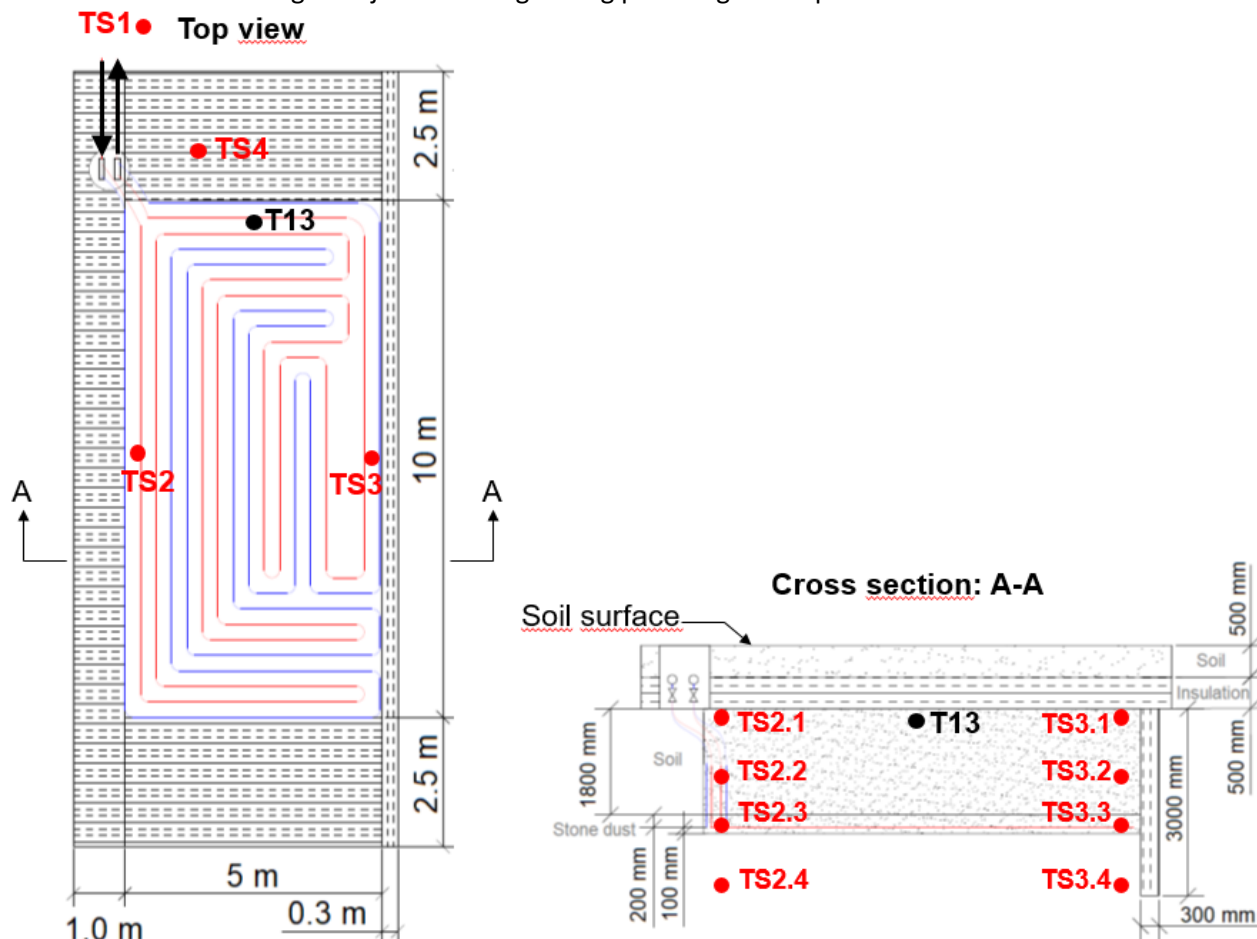 TS1 Top view
2.5 m
TS4
T13
10 m
TS2
TS3
A
A
2.5 m
5 m
0.3 m
1.0 m
Cross section: A-A
Soil surface
500 mm
Soil
Insulation
TS2.1
T13
TS3.1
500 mm
1800 mm
Soil
TS2.2
TS3.2
3000 mm
TS2.3
TS3.3
Stone dust
200 mm
100 mm
TS2.4
TS3.4
300 mm